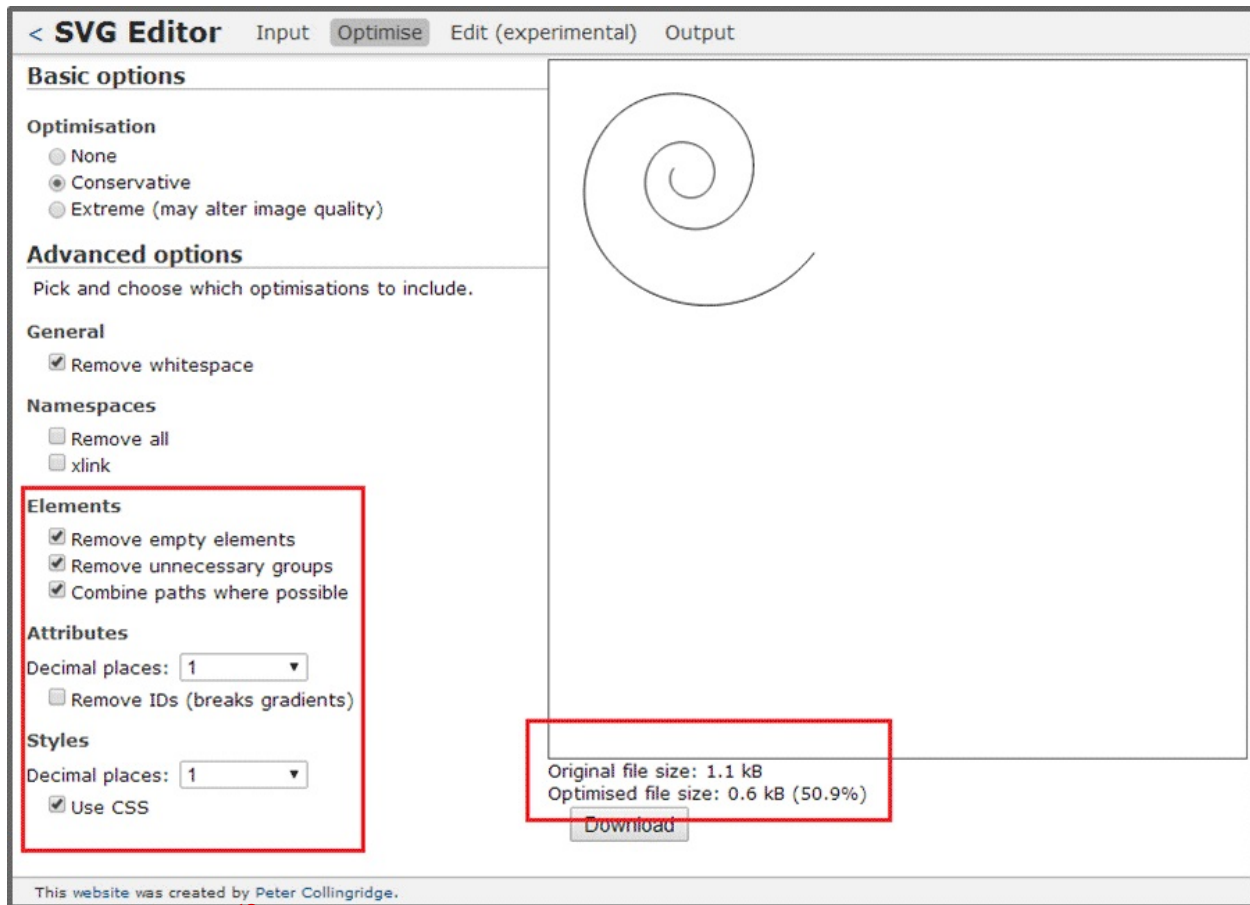 < SVG Editor Input Optimise Edit (experimental) Output
Basic options
Optimisation
None
Conservative
Extreme (may alter image quality)
Advanced options
Pick and choose which optimisations to include.
General
Remove whitespace
Namespaces
Remove all
xlink
Elements
Remove empty elements
Remove unnecessary groups
Combine paths where possible
Attributes
Decimal places: 1
Remove IDs (breaks gradients)
Styles
Decimal places: 1
Use CSS
Original file size: 1.1 kB
Optimised file size: 0.6 kB (50.9%)
Download
This website was created by Peter Collingridge.